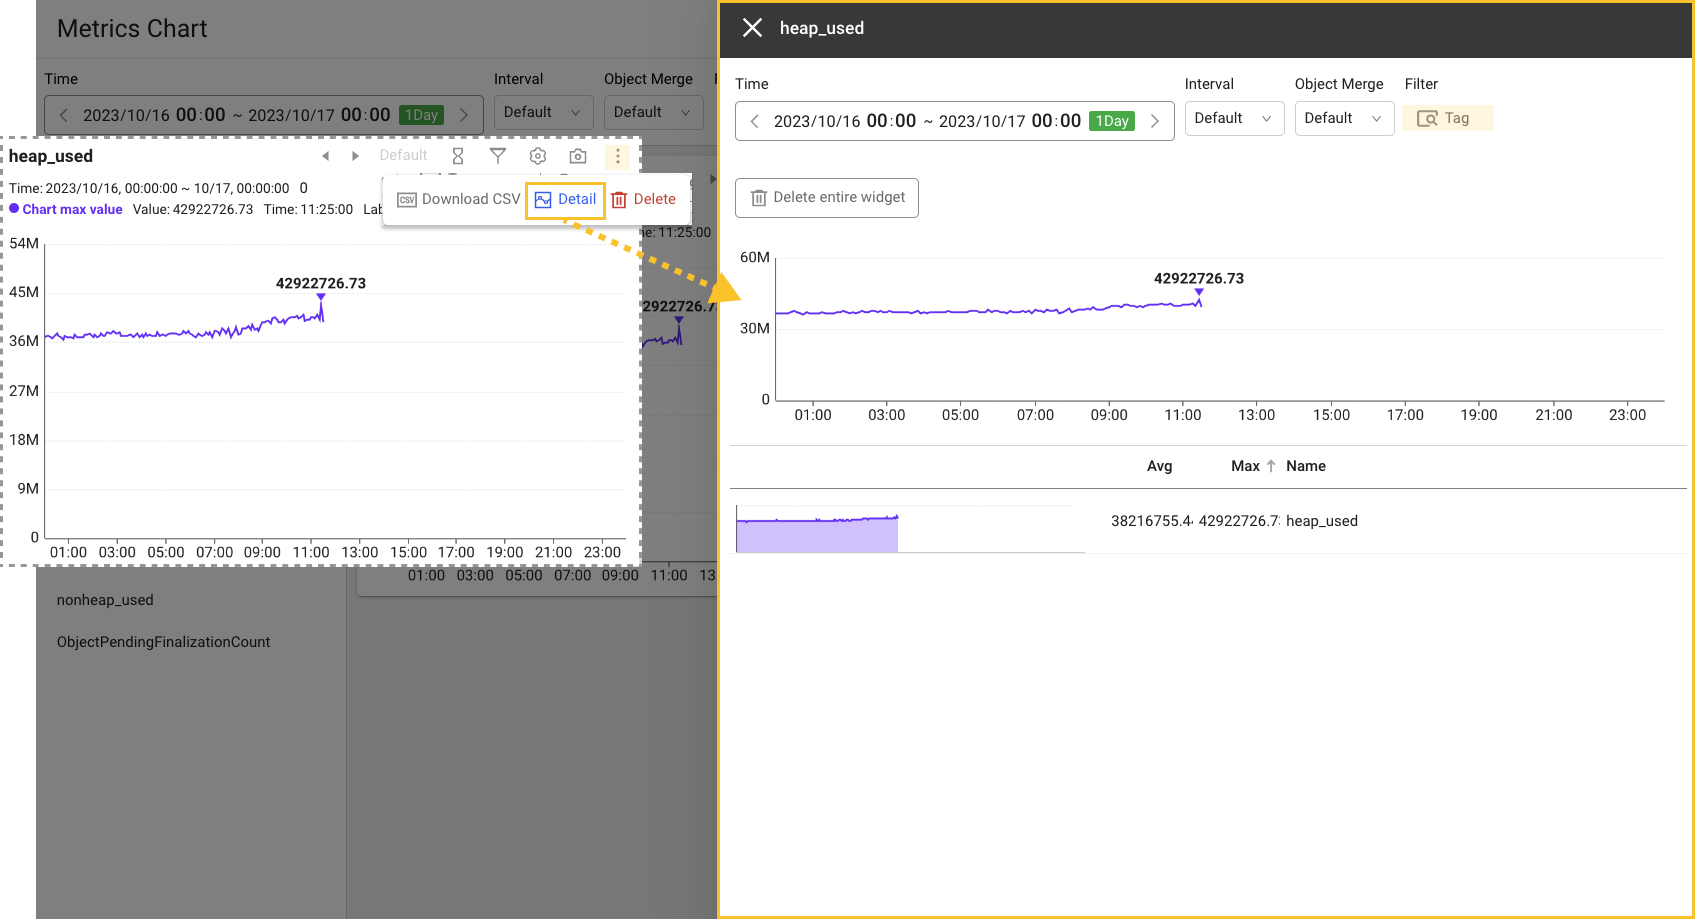 Metrics Chart
Time
Interval
Object Merge
2023/10/16 00:00 ~ 2023/10/17 00:00 1Day
Default
Default
heap_used
Default
Time: 2023/10/16, 00:00:00 ~ 10/17, 00:00:00 0
Chart max value Value: 42922726.73 Time: 11:25:00
Download CSV
Detail
Delete
11:25:00
54M
45M
36M
27M
18M
9M
0
42922726.73
01:00 03:00 05:00 07:00 09:00 11:00 13:00 15:00 17:00 19:00 21:00 23:00
01:00 03:00 05:00 07:00 09:00 11:00 13
nonheap_used
ObjectPendingFinalizationCount
heap_used
Time
Interval
Object Merge
Filter
2023/10/16 00:00 ~ 2023/10/17 00:00 1Day
Default
Default
Tag
Delete entire widget
60M
30M
0
42922726.73
01:00 03:00 05:00 07:00 09:00 11:00 13:00 15:00 17:00 19:00 21:00 23:00
Avg Max Name
38216755.4 42922726.7 heap_used